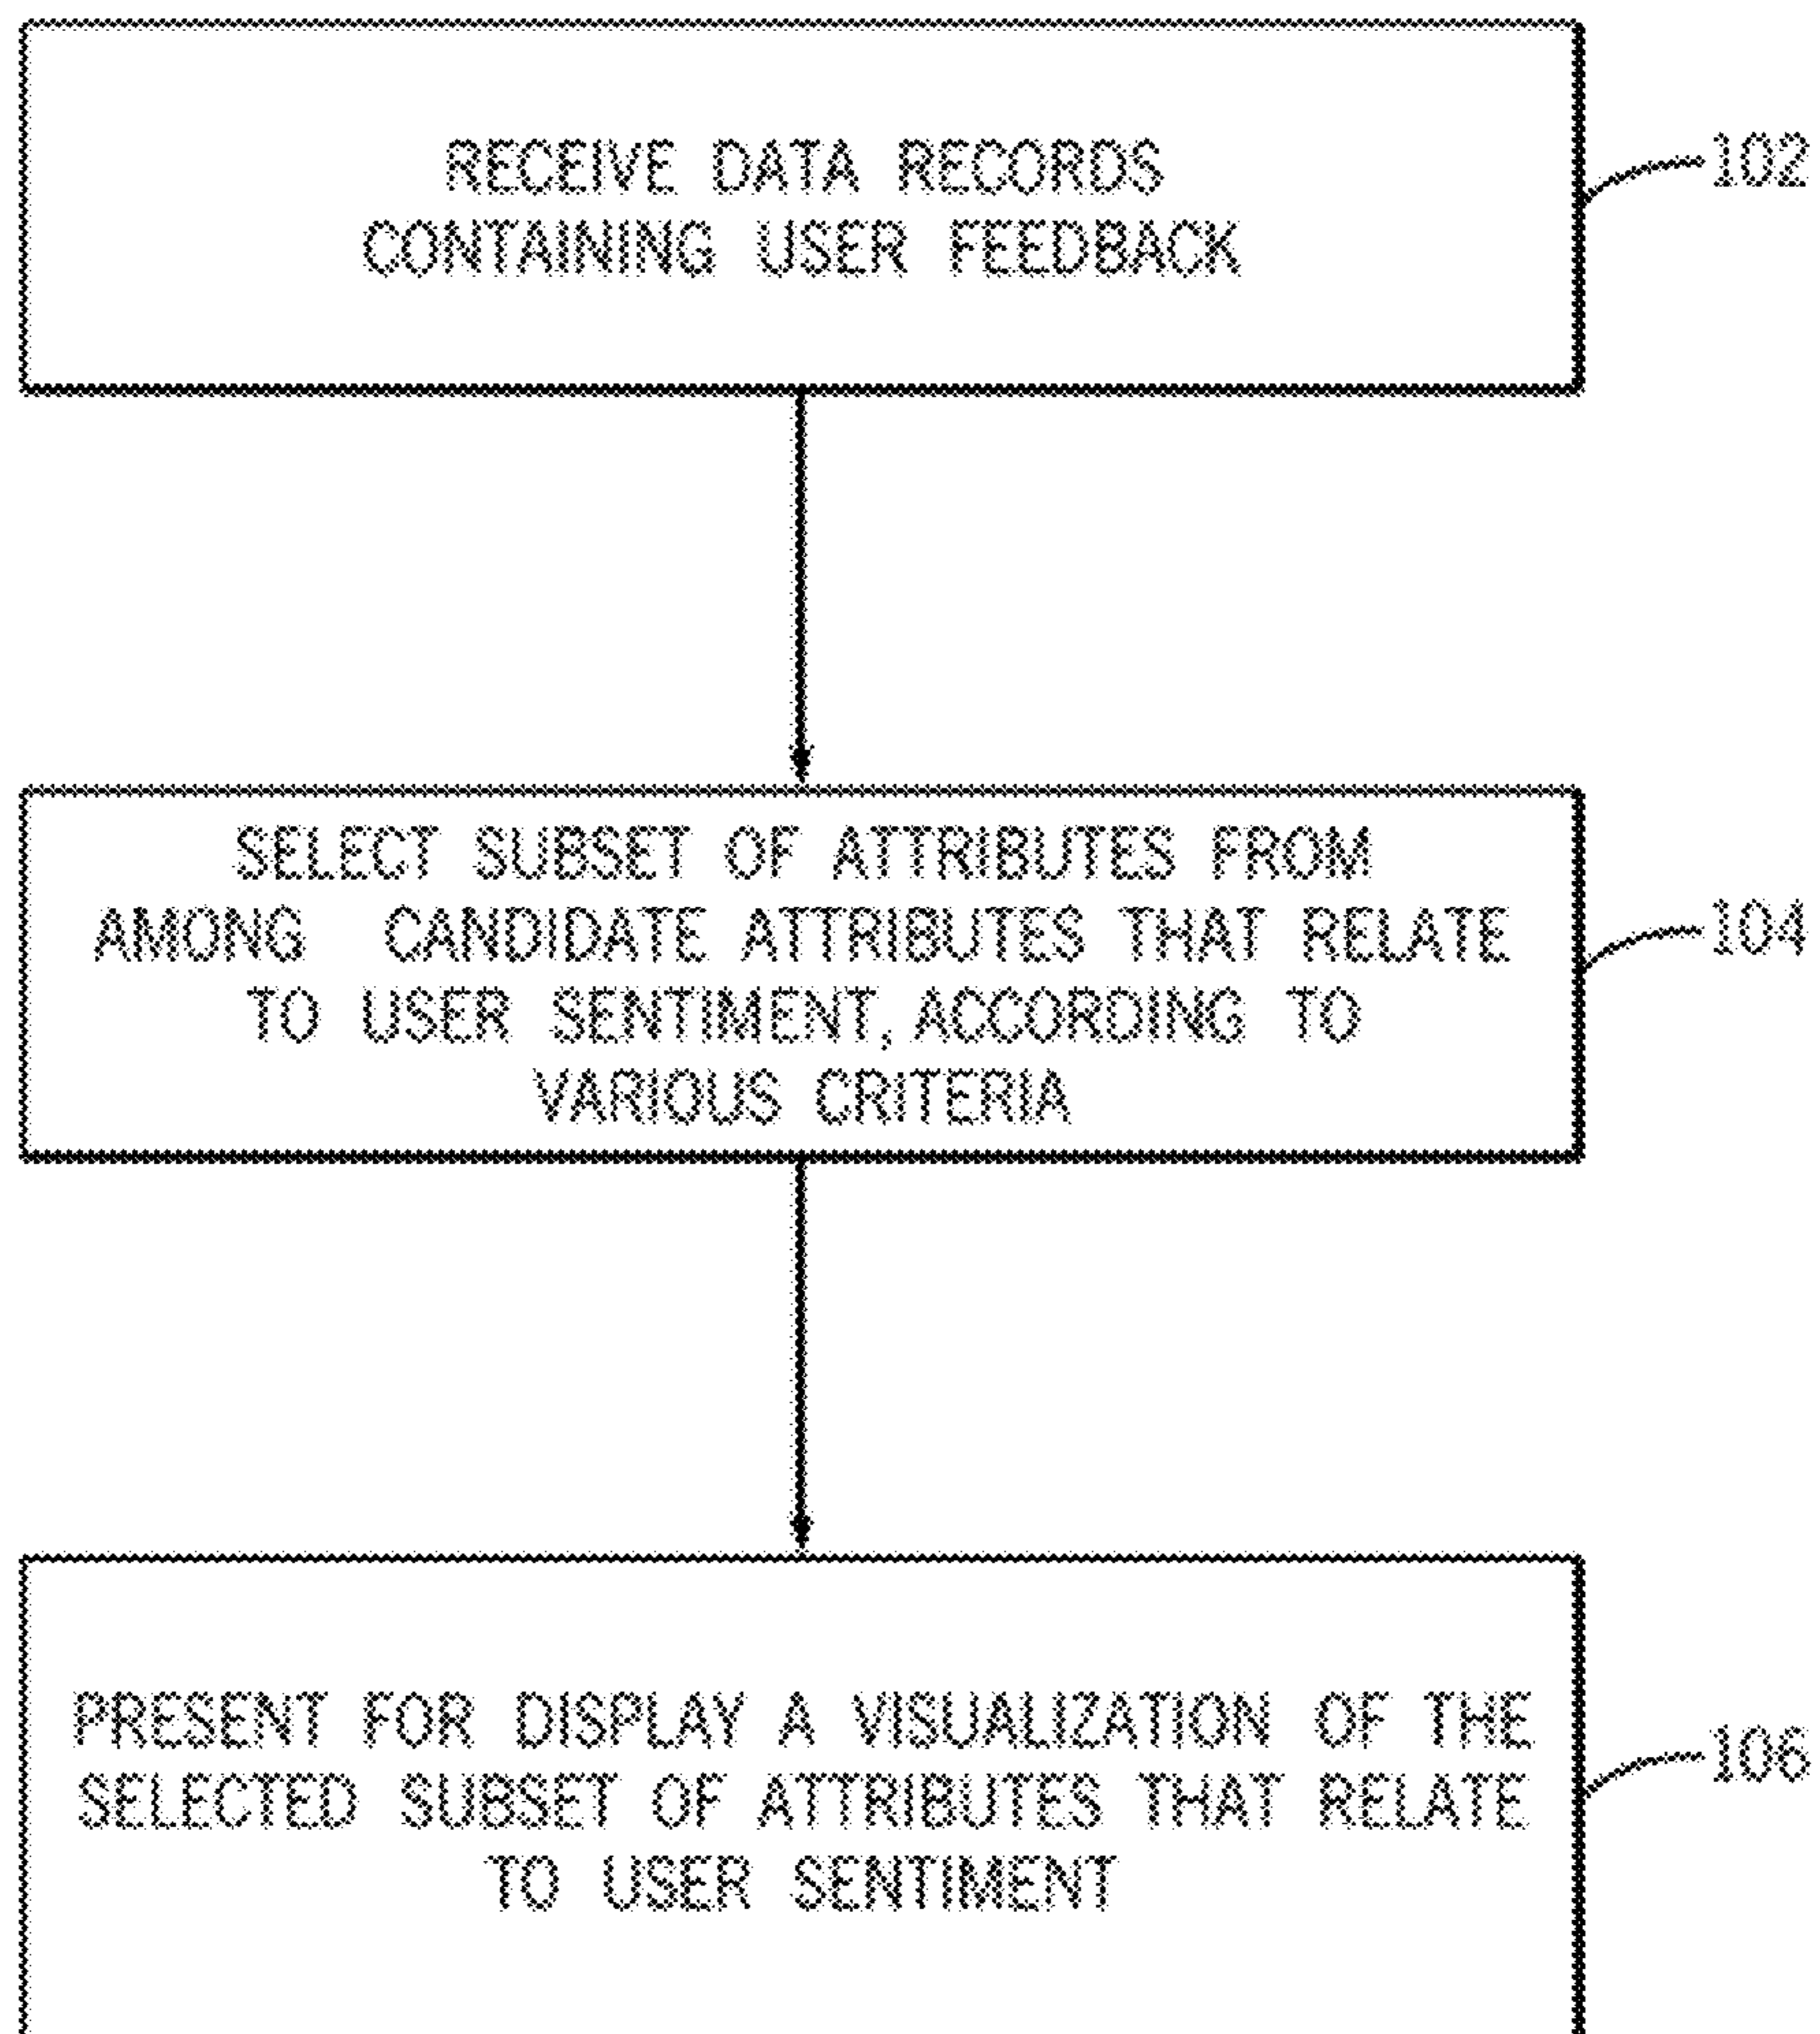 RECEIVE DATA RECORDS
CONTAINING USER FEEDBACK
102
SELECT SUBSET OF ATTRIBUTES FROM
AMONG CANDIDATE ATTRIBUTES THAT RELATE
TO USER SENTIMENT, ACCORDING TO
VARIOUS CRITERIA
104
PRESENT FOR DISPLAY A VISUALIZATION OF THE
SELECTED SUBSET OF ATTRIBUTES THAT RELATE
TO USER SENTIMENT
106